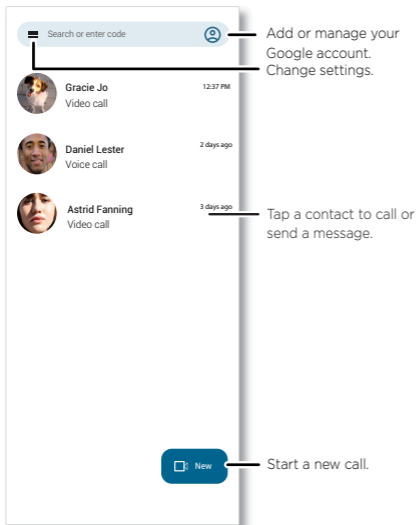 Search or enter code
Add or manage your
Google account.
Change settings.
Gracie Jo
12:37 PM
Video call
Daniel Lester
2 days ago
Voice call
Astrid Fanning
3 days ago
Video call
Tap a contact to call or
send a message.
New
Start a new call.